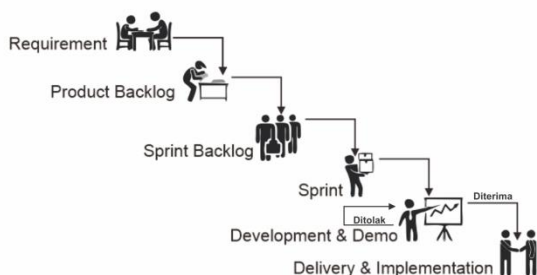 Requirement
Product Backlog
Sprint Backlog
Sprint
Diterima
Ditolak
Development & Demo
Delivery & Implementation